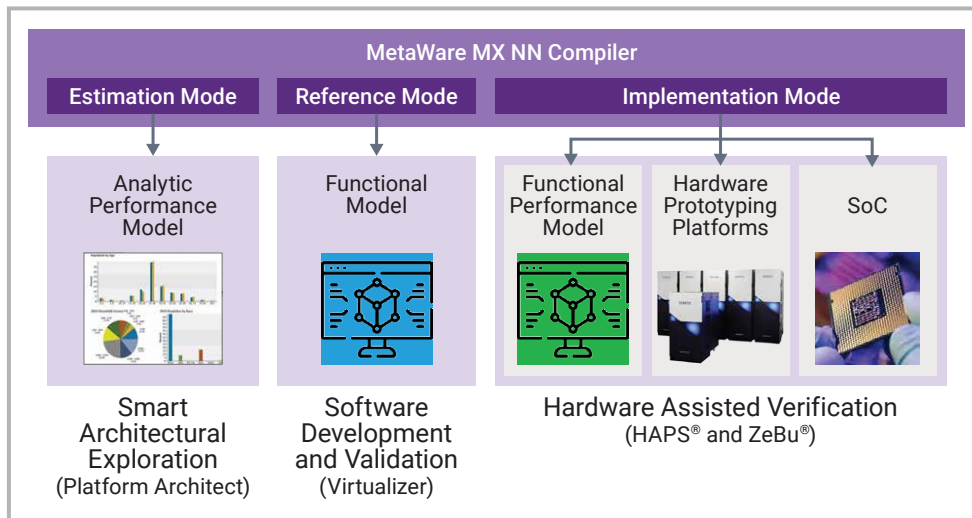 MetaWare MX NN Compiler
Estimation Mode
Reference Mode
Implementation Mode
Analytic
Performance
Model
Functional
Model
Functional
Performance
Model
Hardware
Prototyping
Platforms
SoC
Smart
Architectural
Exploration
(Platform Architect)
Software
Development
and Validation
(Virtualizer)
Hardware Assisted Verification
(HAPS® and ZeBu®)